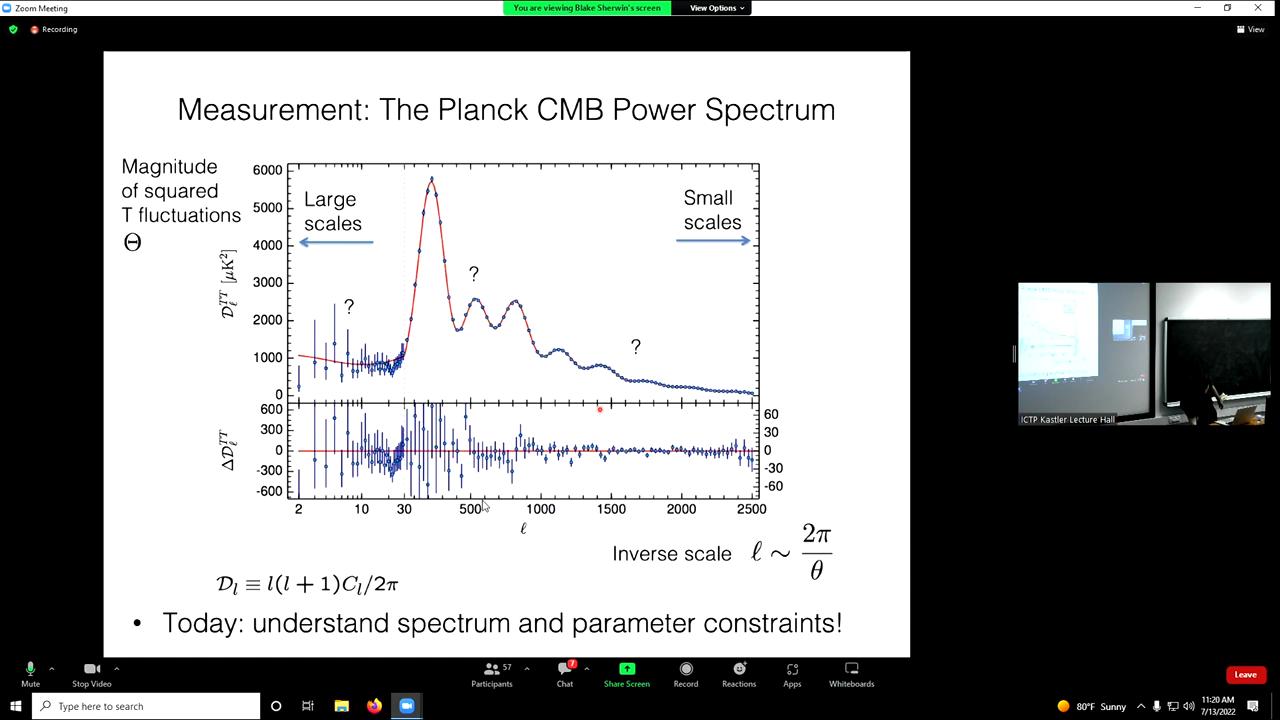 Zoom Meeting
You are viewing Blake Sherwin's screen
View Options
Recording
View
Measurement: The Planck CMB Power Spectrum
Magnitude
of squared
T fluctuations
Θ
Large
scales
Small
scales
?
?
?
6000
5000
4000
3000
2000
1000
0
𝒟ℓᵀᵀ [μK²]
600
300
0
-300
-600
60
30
0
-30
-60
Δ𝒟ℓᵀᵀ
2 10 30 500 1000 1500 2000 2500
ℓ
Inverse scale ℓ ~ 2π/θ
𝒟l ≡ l(l + 1)Cl/2π
• Today: understand spectrum and parameter constraints!
ICTP Kastler Lecture Hall
57
7
Mute
Stop Video
Participants
Chat
Share Screen
Record
Reactions
Apps
Whiteboards
Leave
Type here to search
80°F Sunny
11:20 AM
7/13/2022